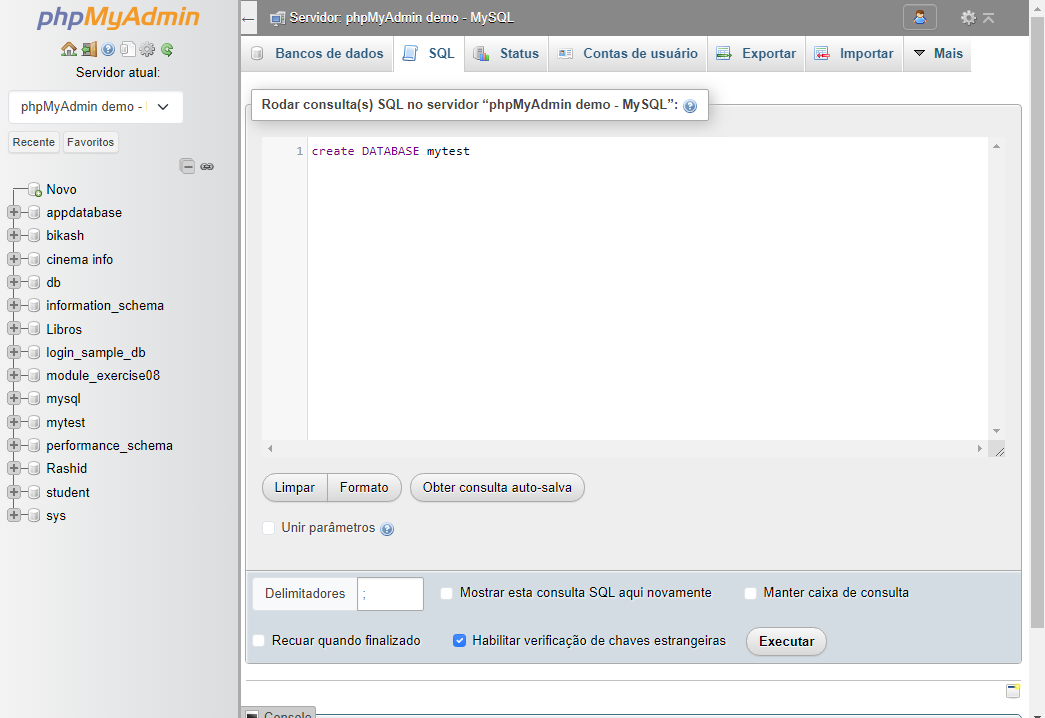 phpMyAdmin
Servidor atual:
phpMyAdmin demo -
Recente
Favoritos
Novo
appdatabase
bikash
cinema info
db
information_schema
Libros
login_sample_db
module_exercise08
mysql
mytest
performance_schema
Rashid
student
sys
Servidor: phpMyAdmin demo - MySQL
Bancos de dados
SQL
Status
Contas de usuário
Exportar
Importar
Mais
Rodar consulta(s) SQL no servidor “phpMyAdmin demo - MySQL”:
1 create DATABASE mytest
Limpar
Formato
Obter consulta auto-salva
Unir parâmetros
Delimitadores ;
Mostrar esta consulta SQL aqui novamente
Manter caixa de consulta
Recuar quando finalizado
Habilitar verificação de chaves estrangeiras
Executar
Console